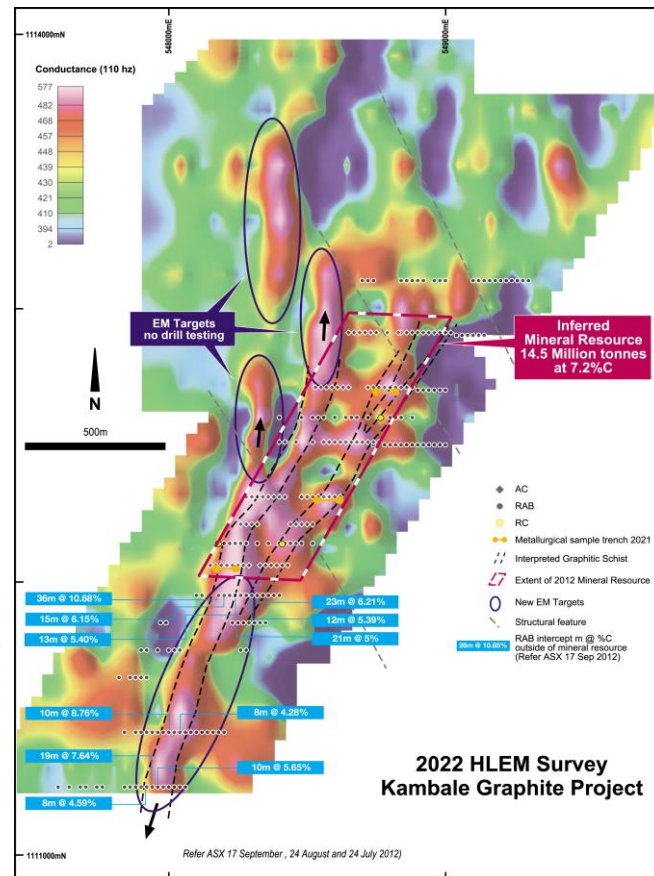 1114000mN
548000mE
549000mE
Conductance (110 hz)
577
482
468
457
439
430
421
410
394
2
EM Targets
no drill testing
Inferred
Mineral Resource
14.5 Million tonnes
at 7.2%C
N
500m
AC
RAB
RC
Metallurgical sample trench 2021
Interpreted Graphitic Schist
Extent of 2012 Mineral Resource
New EM Targets
Structural feature
26m @ 10.85%
RAB intercept m @ %C
outside of mineral resource
(Refer ASX 17 Sep 2012)
36m @ 10.68%
15m @ 6.15%
13m @ 5.40%
23m @ 6.21%
12m @ 5.39%
21m @ 5%
10m @ 8.76%
8m @ 4.28%
19m @ 7.64%
10m @ 5.65%
8m @ 4.59%
2022 HLEM Survey
Kambale Graphite Project
1111000mN
Refer ASX 17 September , 24 August and 24 July 2012)